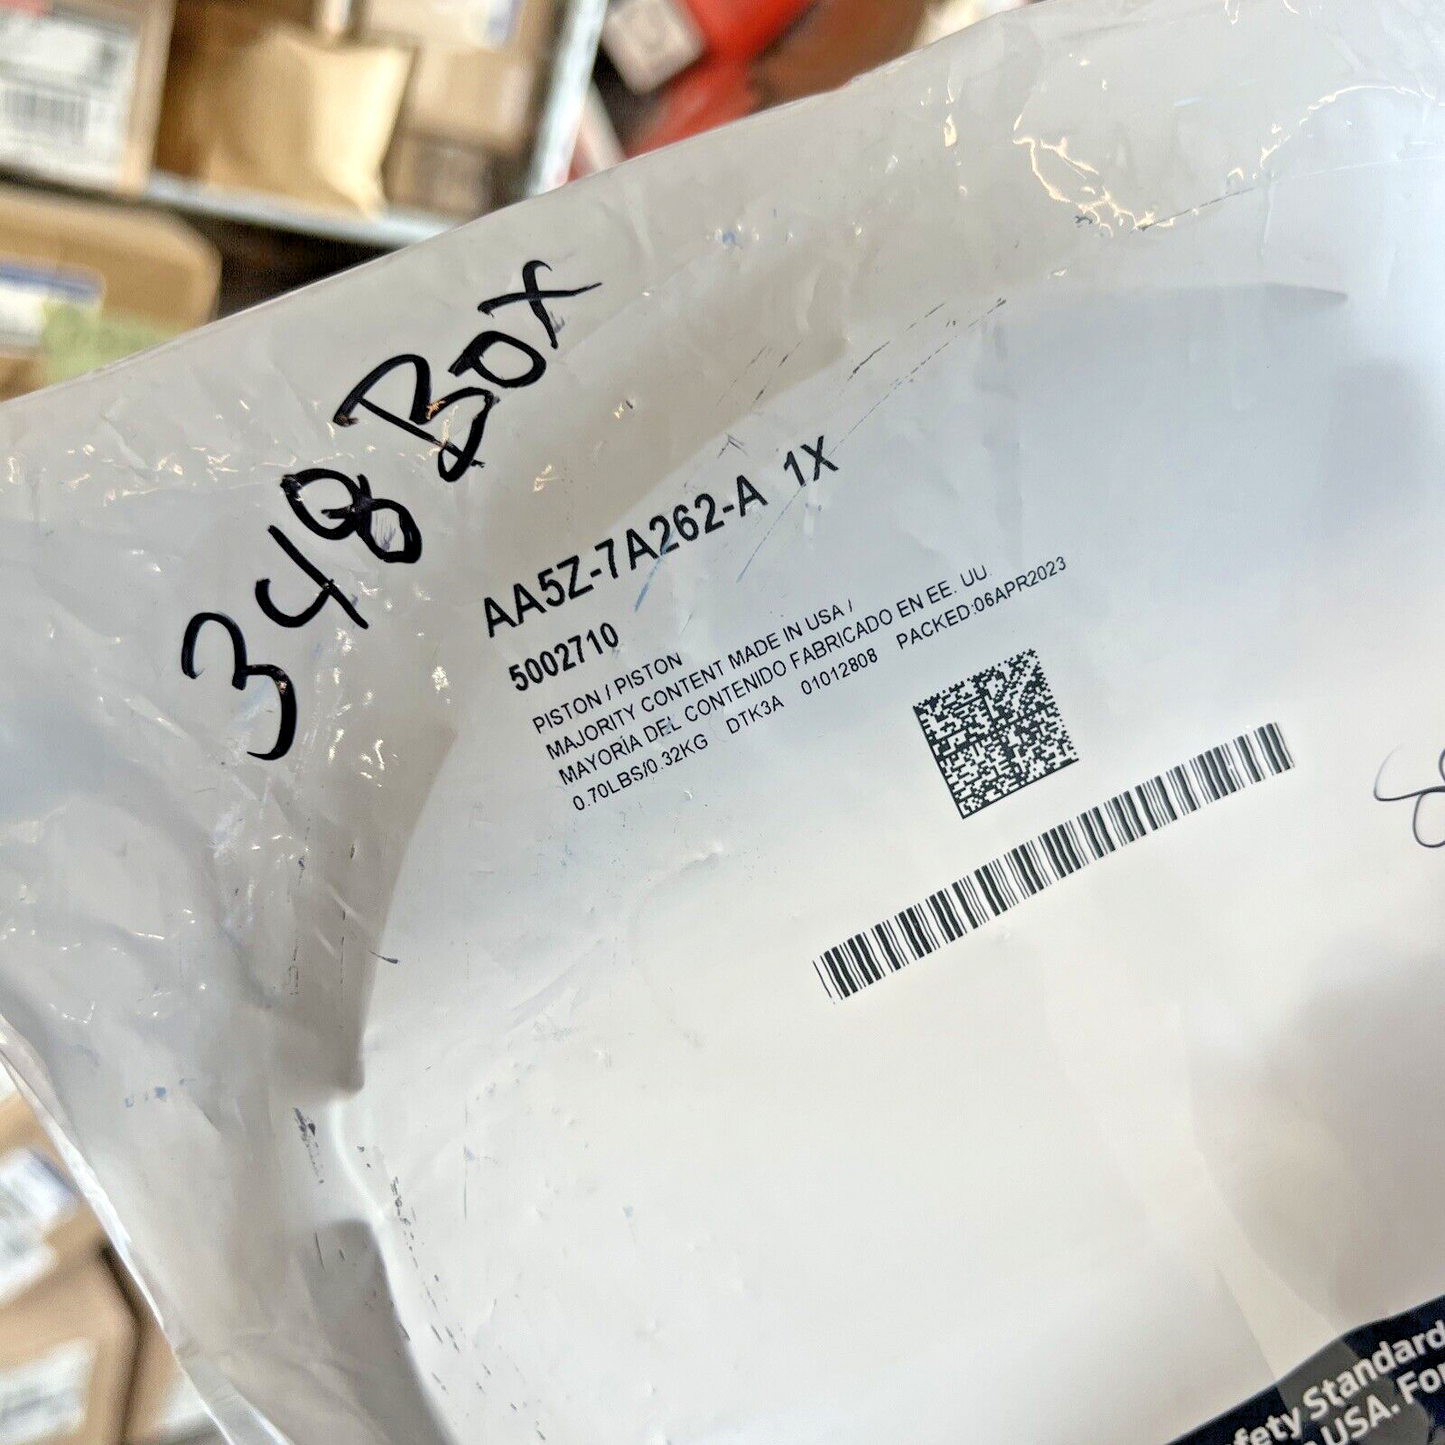 348 BOX
AA5Z-7A262-A 1X
5002710
PISTON / PISTON
MAJORITY CONTENT MADE IN USA /
MAYORÍA DEL CONTENIDO FABRICADO EN EE. UU.
0.70LBS/0.32KG DTK3A 01012808 PACKED:06APR2023
Standard
USA. For